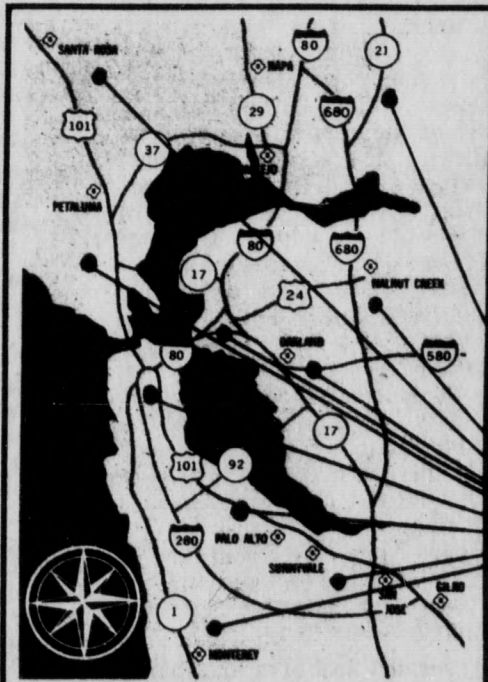 SANTA ROSA
NAPA
80
21
29
680
101
37
PETALUMA
80
680
17
WALNUT CREEK
24
OAKLAND
80
580
17
101
92
280
PALO ALTO
SUNNYVALE
SAN
JOSE
1
MONTEREY